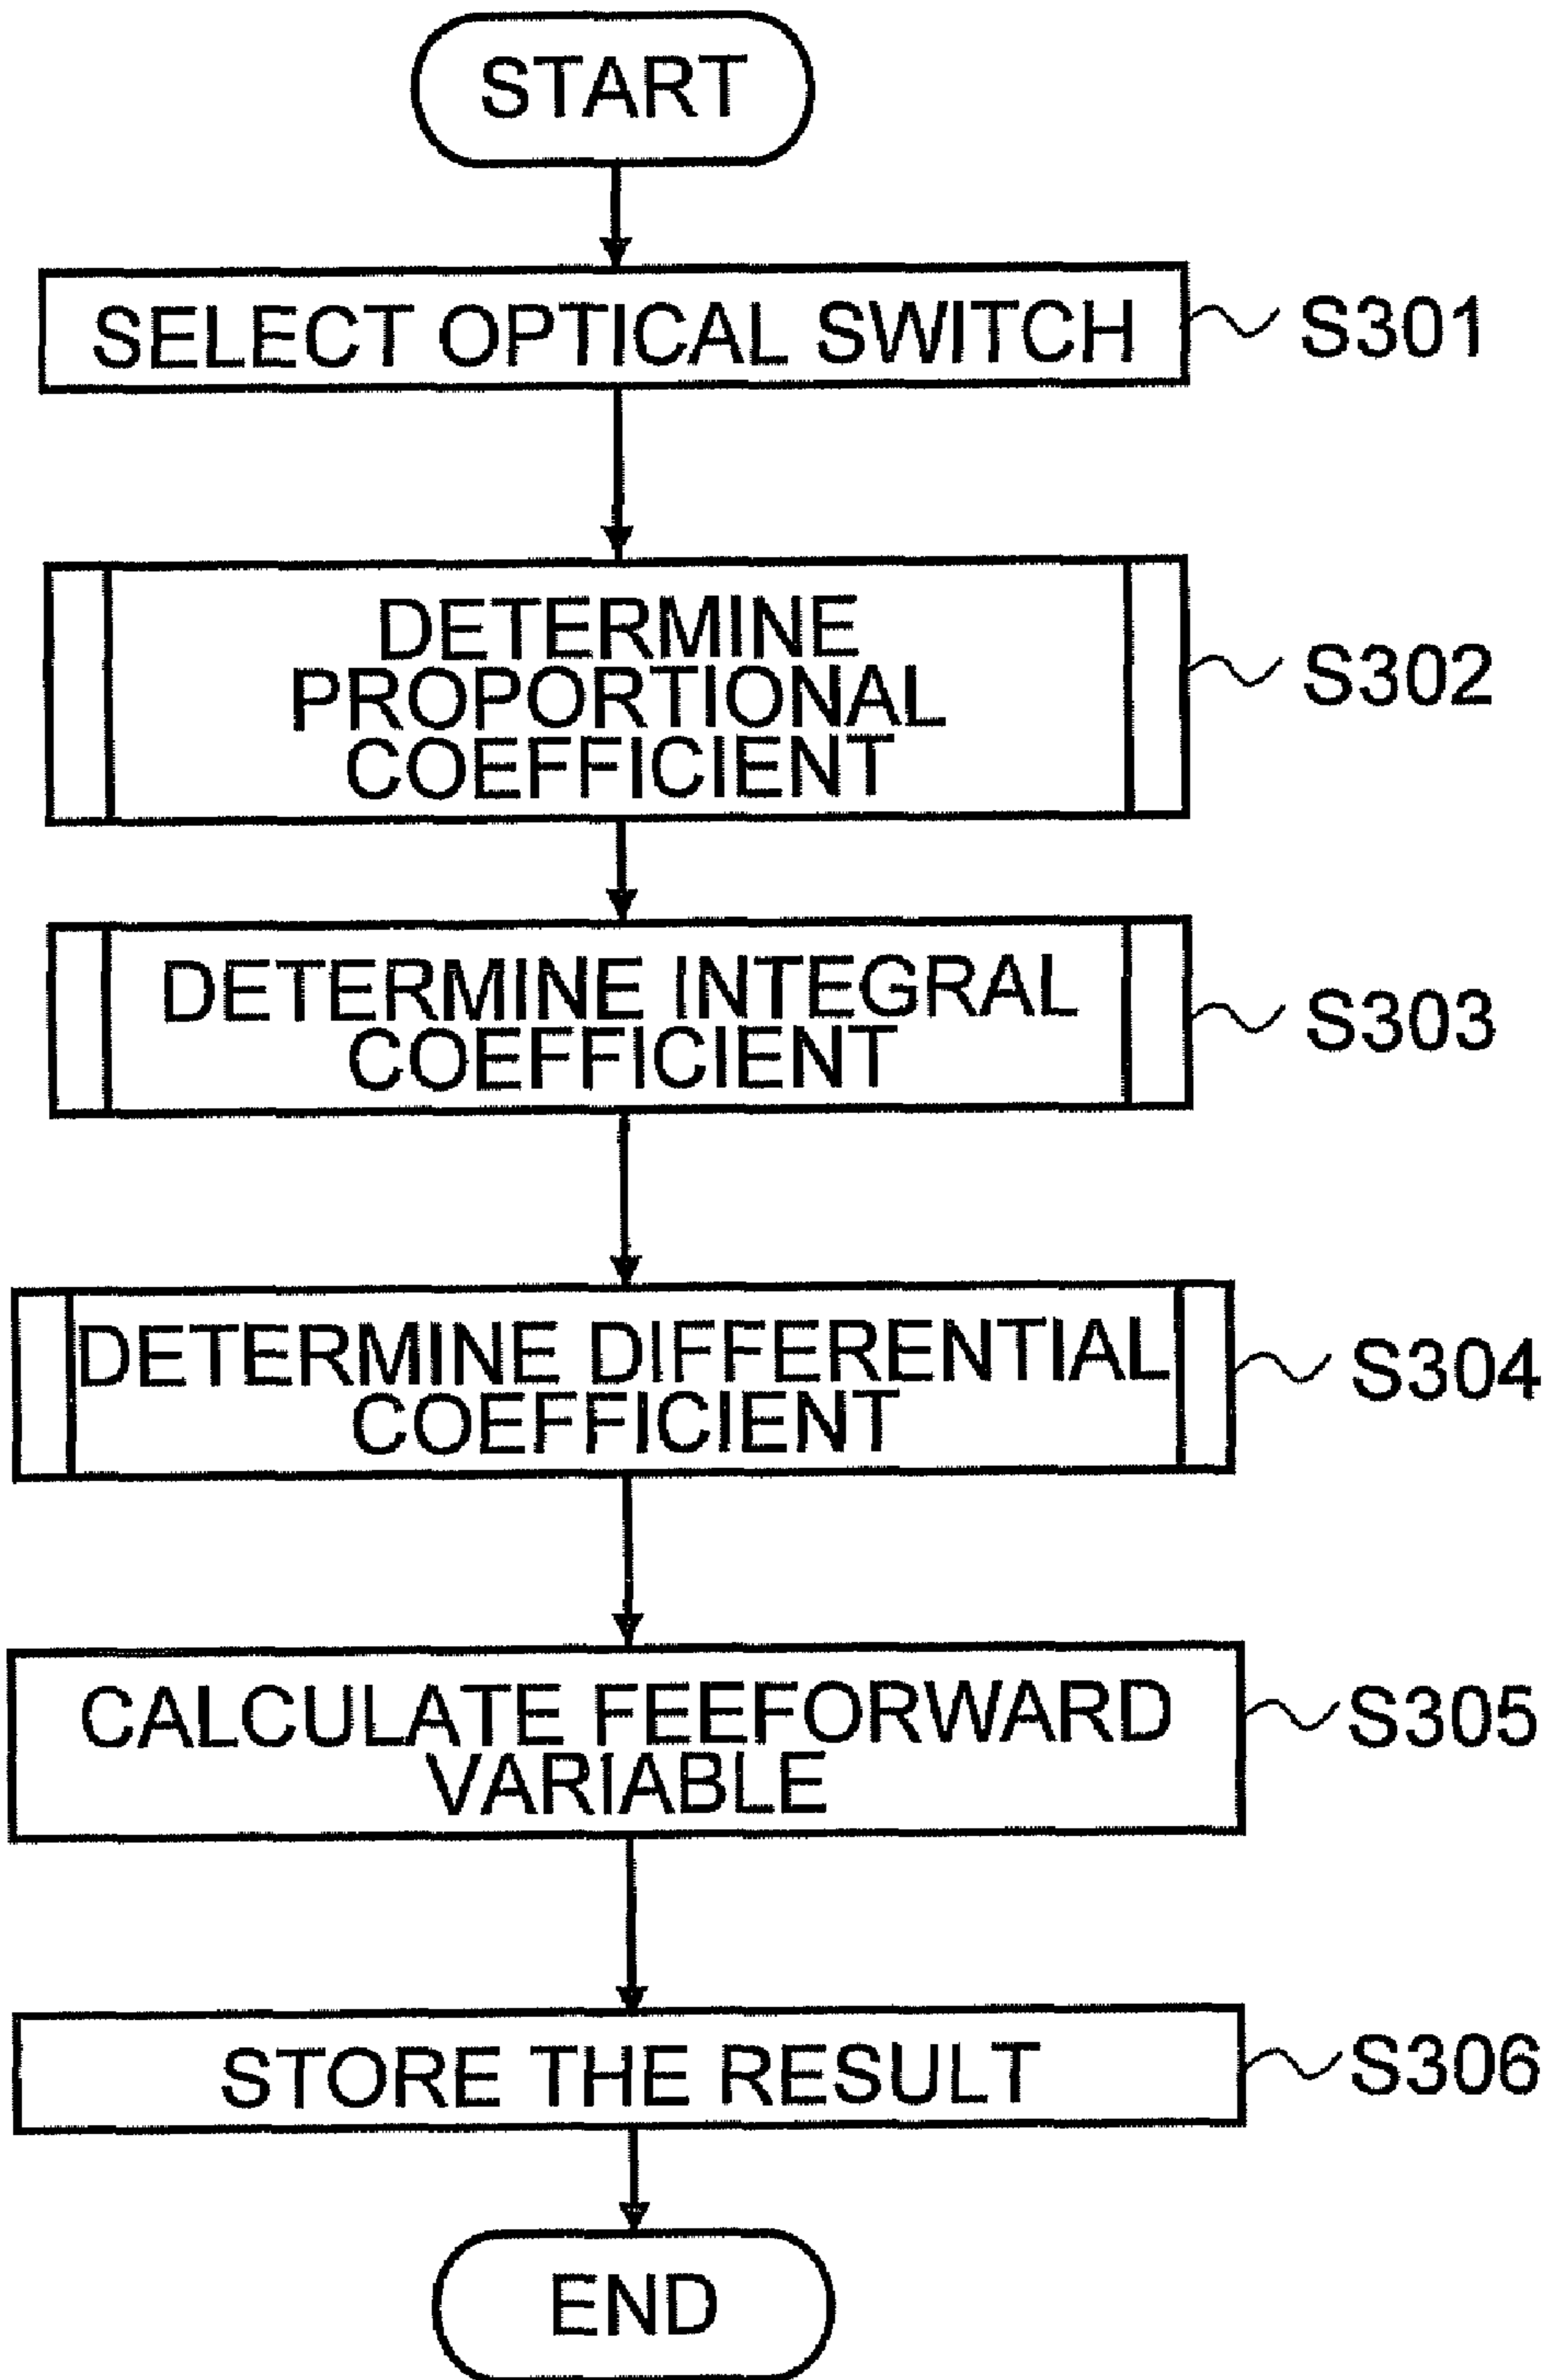 START
SELECT OPTICAL SWITCH
S301
DETERMINE
PROPORTIONAL
COEFFICIENT
S302
DETERMINE INTEGRAL
COEFFICIENT
S303
DETERMINE DIFFERENTIAL
COEFFICIENT
S304
CALCULATE FEEFORWARD
VARIABLE
S305
STORE THE RESULT
S306
END